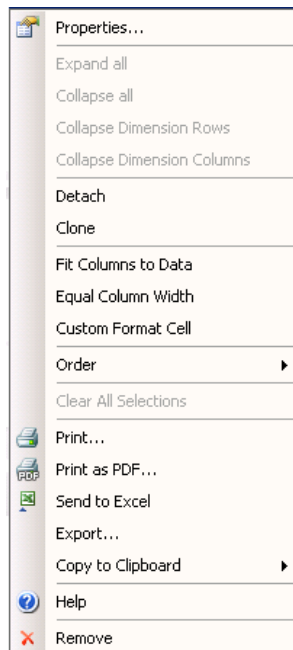 Properties...
Expand all
Collapse all
Collapse Dimension Rows
Collapse Dimension Columns
Detach
Clone
Fit Columns to Data
Equal Column Width
Custom Format Cell
Order
Clear All Selections
Print...
PDF
Print as PDF...
Send to Excel
Export...
Copy to Clipboard
Help
Remove